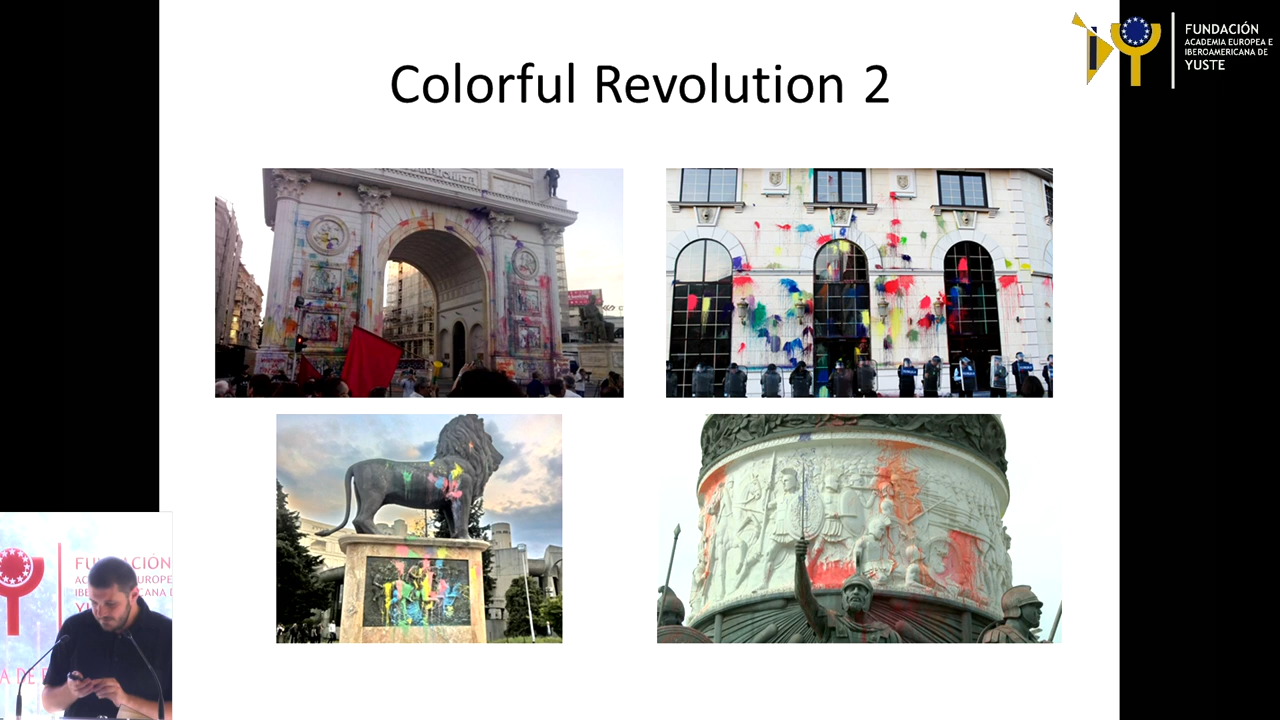 Colorful Revolution 2
FUNDACIÓN
ACADEMIA EUROPEA E
IBEROAMERICANA DE
YUSTE